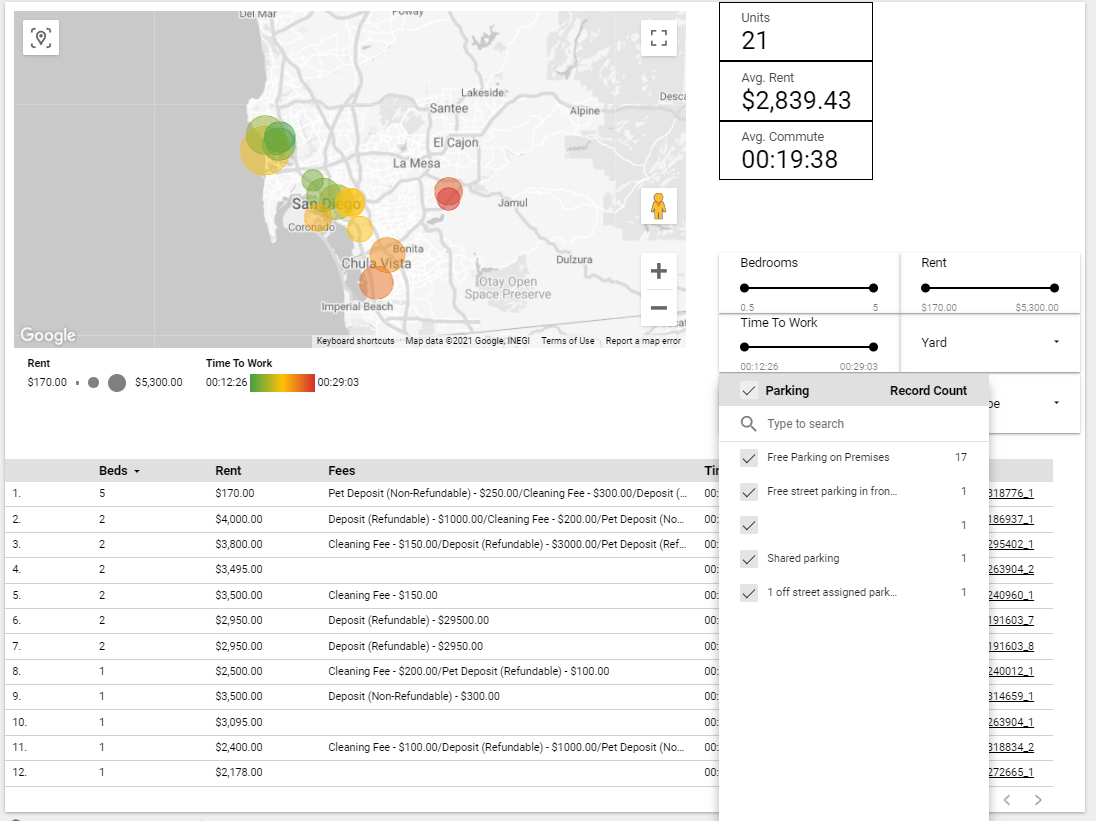 Del Mar
Poway
Lakeside
Santee
Alpine
Desca
El Cajon
La Mesa
San Diego
Jamul
Coronado
Bonita
Chula Vista
Dulzura
Otay Open
Space Preserve
Imperial Beach
Google
Keyboard shortcuts Map data ©2021 Google, INEGI Terms of Use Report a map error
Rent
$170.00 $5,300.00
Time To Work
00:12:26 00:29:03
Units
21
Avg. Rent
$2,839.43
Avg. Commute
00:19:38
Bedrooms
0.5 5
Rent
$170.00 $5,300.00
Time To Work
00:12:26 00:29:03
Yard
Parking Record Count
Type to search
Free Parking on Premises 17
Free street parking in fron... 1
1
Shared parking 1
1 off street assigned park... 1
Beds Rent Fees
1. 5 $170.00 Pet Deposit (Non-Refundable) - $250.00/Cleaning Fee - $300.00/Deposit (... 00: 318776_1
2. 2 $4,000.00 Deposit (Refundable) - $1000.00/Cleaning Fee - $200.00/Pet Deposit (No... 00: 186937_1
3. 2 $3,800.00 Cleaning Fee - $150.00/Deposit (Refundable) - $3000.00/Pet Deposit (Ref... 00: 295402_1
4. 2 $3,495.00 00: 263904_2
5. 2 $3,500.00 Cleaning Fee - $150.00 00: 240960_1
6. 2 $2,950.00 Deposit (Refundable) - $29500.00 00: 191603_7
7. 2 $2,950.00 Deposit (Refundable) - $2950.00 00: 191603_8
8. 1 $2,500.00 Cleaning Fee - $200.00/Pet Deposit (Refundable) - $100.00 00: 240012_1
9. 1 $3,500.00 Deposit (Non-Refundable) - $300.00 00: 314659_1
10. 1 $3,095.00 00: 263904_1
11. 1 $2,400.00 Cleaning Fee - $100.00/Deposit (Refundable) - $1000.00/Pet Deposit (No... 00: 318834_2
12. 1 $2,178.00 00: 272665_1